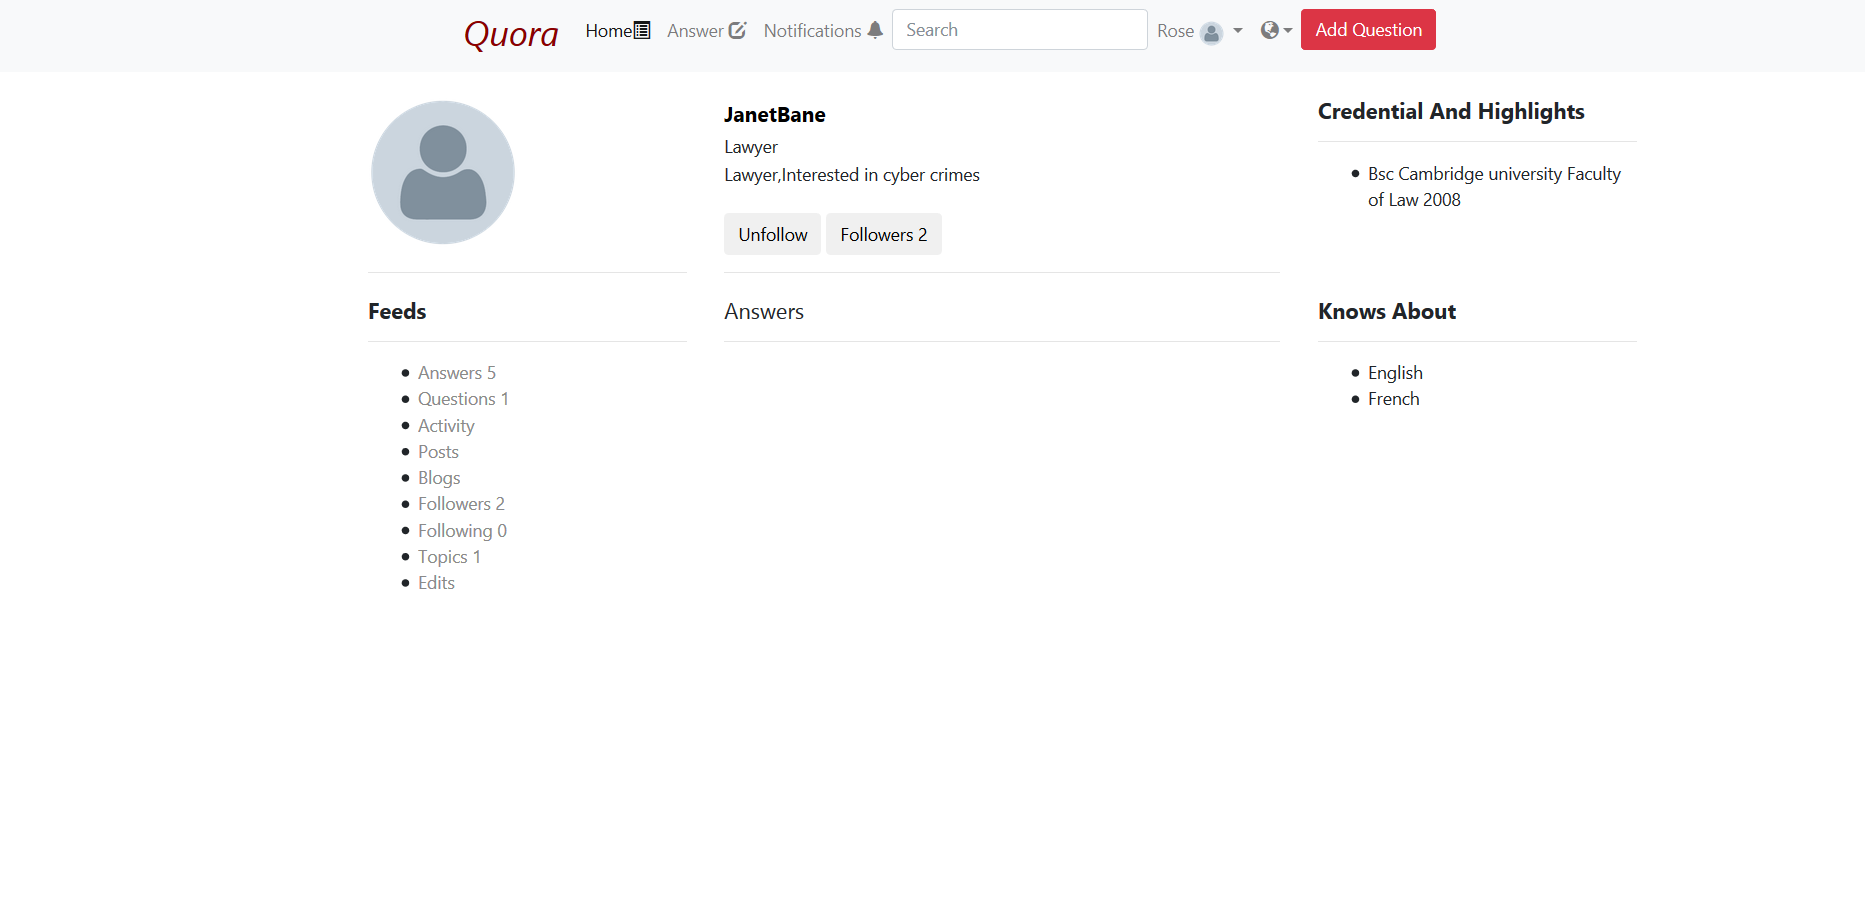 Quora Home Answer Notifications Search Rose Add Question
JanetBane
Lawyer
Lawyer,Interested in cyber crimes
Unfollow Followers 2
Credential And Highlights
Bsc Cambridge university Faculty
of Law 2008
Feeds
Answers 5
Questions 1
Activity
Posts
Blogs
Followers 2
Following 0
Topics 1
Edits
Answers
Knows About
English
French